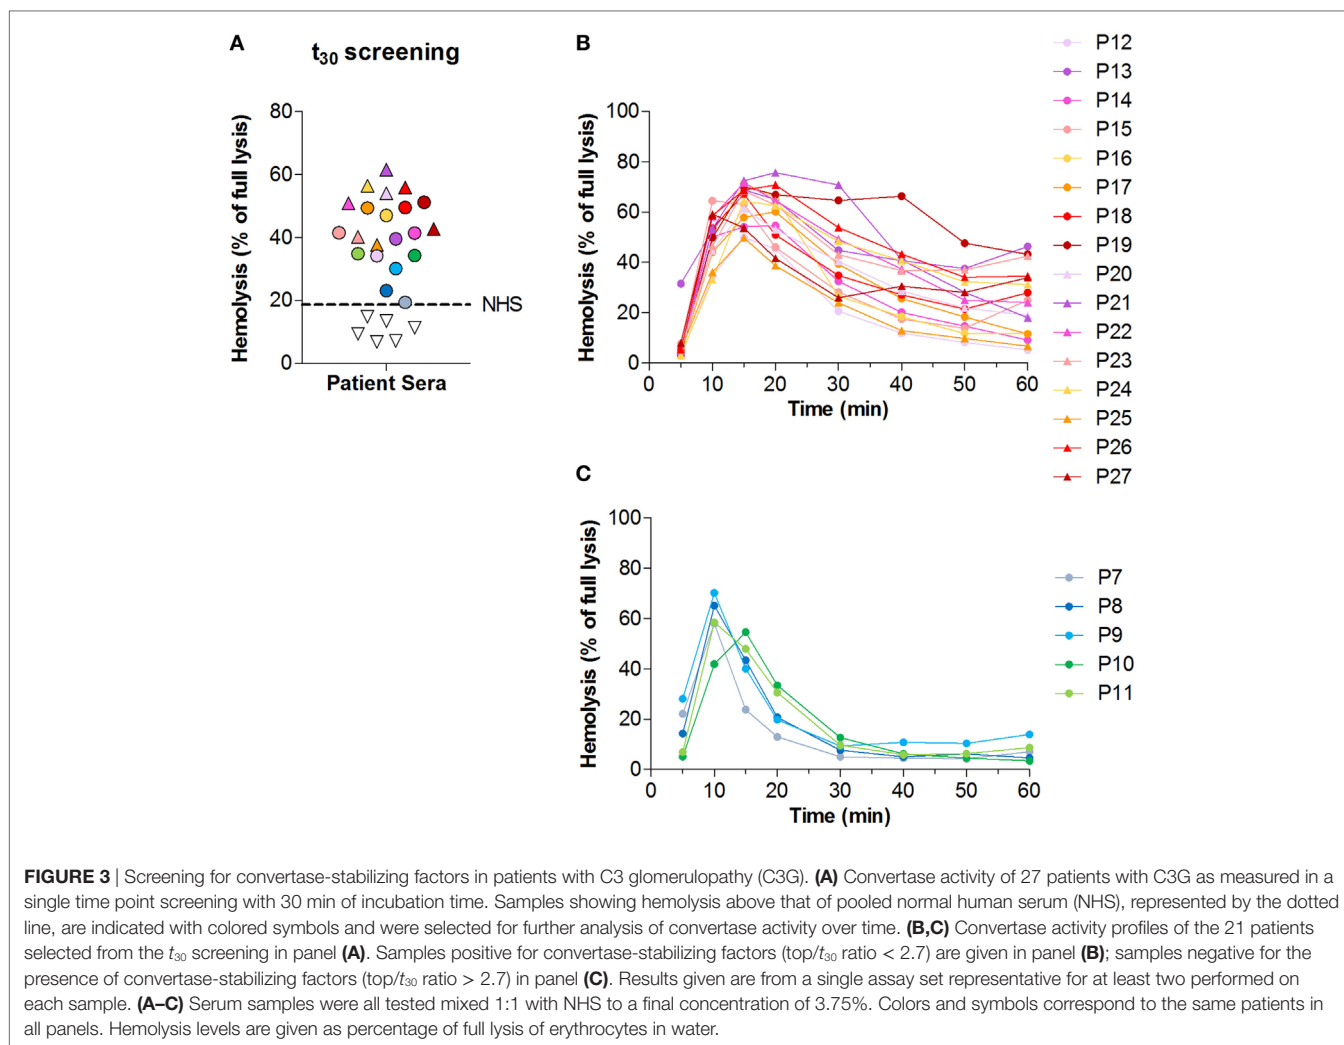 A
t30 screening
Hemolysis (% of full lysis)
80
60
40
20
0
NHS
Patient Sera
B
Hemolysis (% of full lysis)
100
80
60
40
20
0
0 10 20 30 40 50 60
Time (min)
P12
P13
P14
P15
P16
P17
P18
P19
P20
P21
P22
P23
P24
P25
P26
P27
C
Hemolysis (% of full lysis)
100
80
60
40
20
0
0 10 20 30 40 50 60
Time (min)
P7
P8
P9
P10
P11
FIGURE 3 | Screening for convertase-stabilizing factors in patients with C3 glomerulopathy (C3G). (A) Convertase activity of 27 patients with C3G as measured in a
single time point screening with 30 min of incubation time. Samples showing hemolysis above that of pooled normal human serum (NHS), represented by the dotted
line, are indicated with colored symbols and were selected for further analysis of convertase activity over time. (B,C) Convertase activity profiles of the 21 patients
selected from the t30 screening in panel (A). Samples positive for convertase-stabilizing factors (top/t30 ratio < 2.7) are given in panel (B); samples negative for the
presence of convertase-stabilizing factors (top/t30 ratio > 2.7) in panel (C). Results given are from a single assay set representative for at least two performed on
each sample. (A–C) Serum samples were all tested mixed 1:1 with NHS to a final concentration of 3.75%. Colors and symbols correspond to the same patients in
all panels. Hemolysis levels are given as percentage of full lysis of erythrocytes in water.